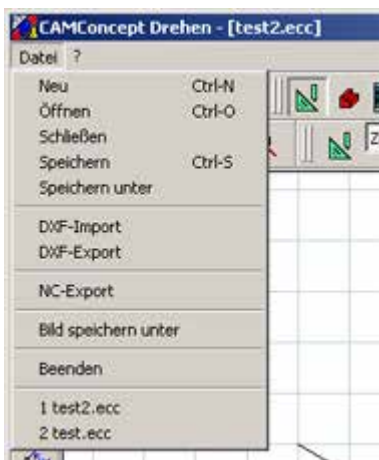 CAMConcept Drehen - [test2.ecc]
Datei ?
Neu Ctrl-N
Öffnen Ctrl-O
Schließen
Speichern Ctrl-S
Speichern unter
DXF-Import
DXF-Export
NC-Export
Bild speichern unter
Beenden
1 test2.ecc
2 test.ecc